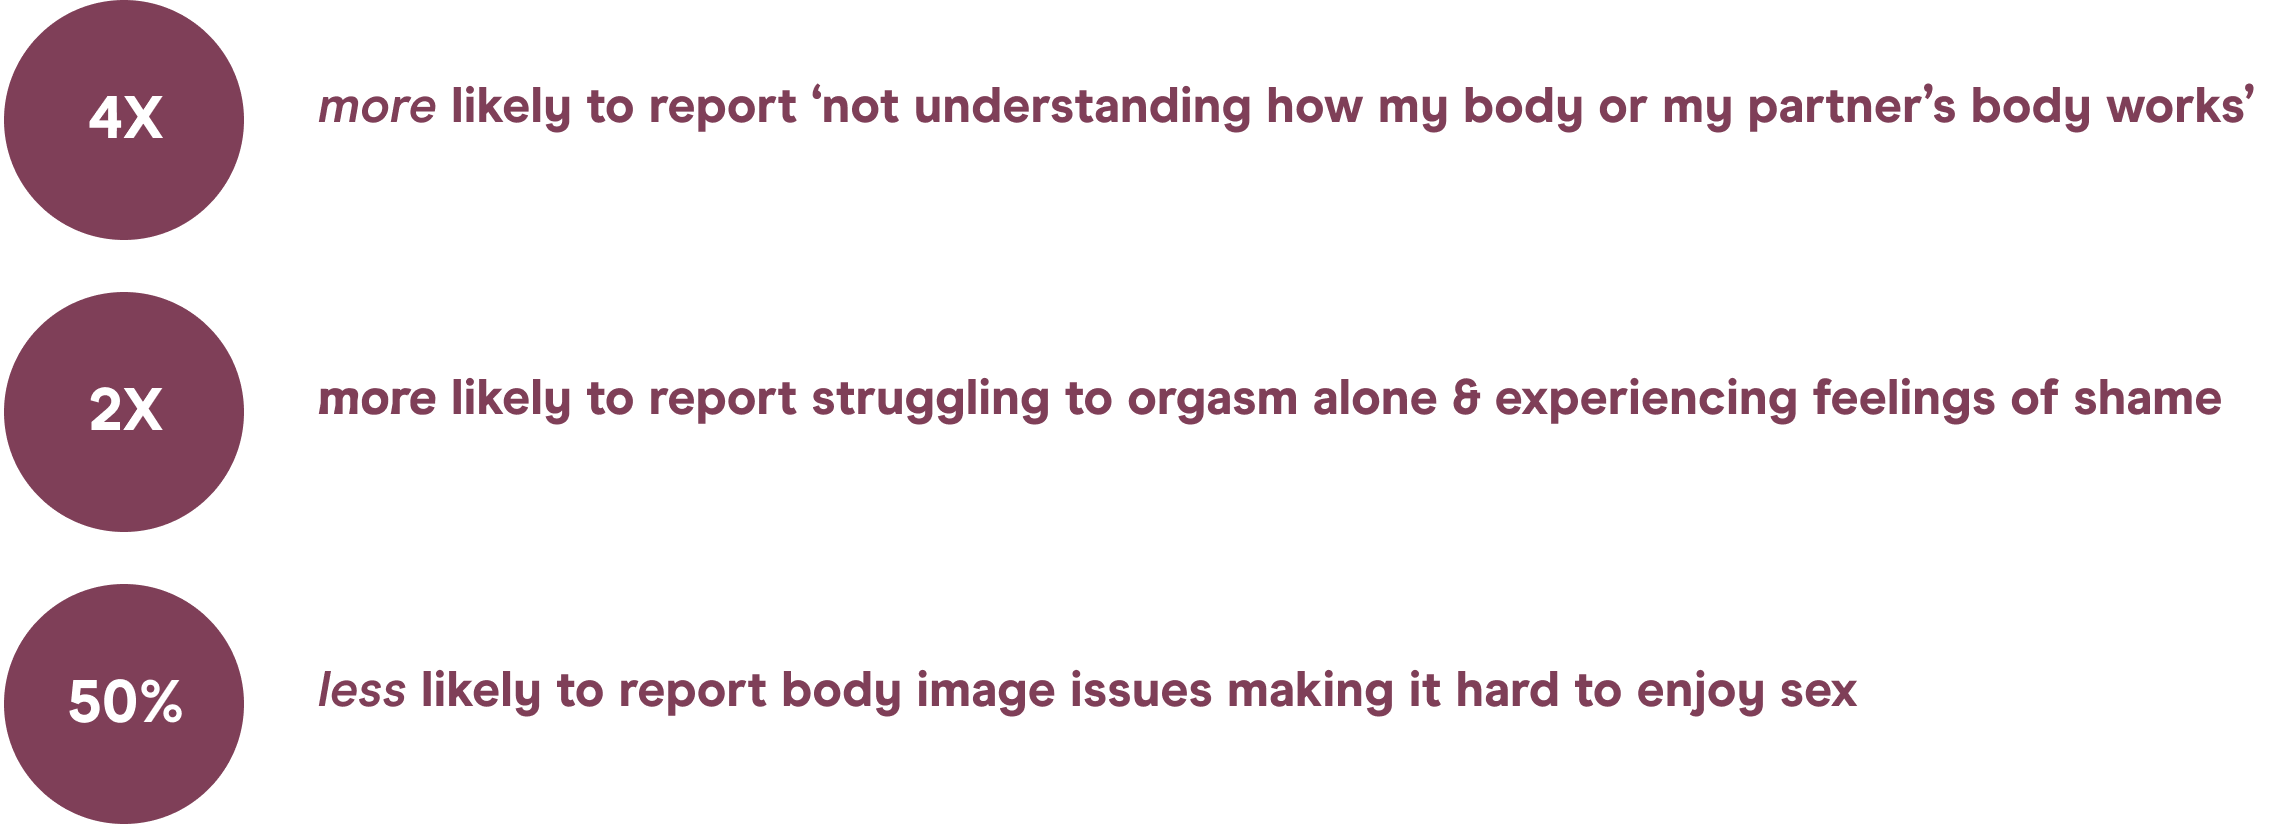 4X
more likely to report ‘not understanding how my body or my partner’s body works’
2X
more likely to report struggling to orgasm alone & experiencing feelings of shame
50%
less likely to report body image issues making it hard to enjoy sex